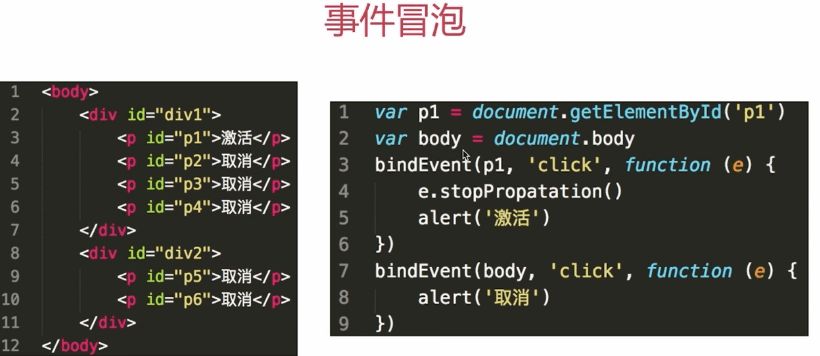 事件冒泡
1 <body>
2     <div id="div1">
3         <p id="p1">激活</p>
4         <p id="p2">取消</p>
5         <p id="p3">取消</p>
6         <p id="p4">取消</p>
7     </div>
8     <div id="div2">
9         <p id="p5">取消</p>
10         <p id="p6">取消</p>
11     </div>
12 </body>
1 var p1 = document.getElementById('p1')
2 var body = document.body
3 bindEvent(p1, 'click', function (e) {
4     e.stopPropatation()
5     alert('激活')
6 })
7 bindEvent(body, 'click', function (e) {
8     alert('取消')
9 })